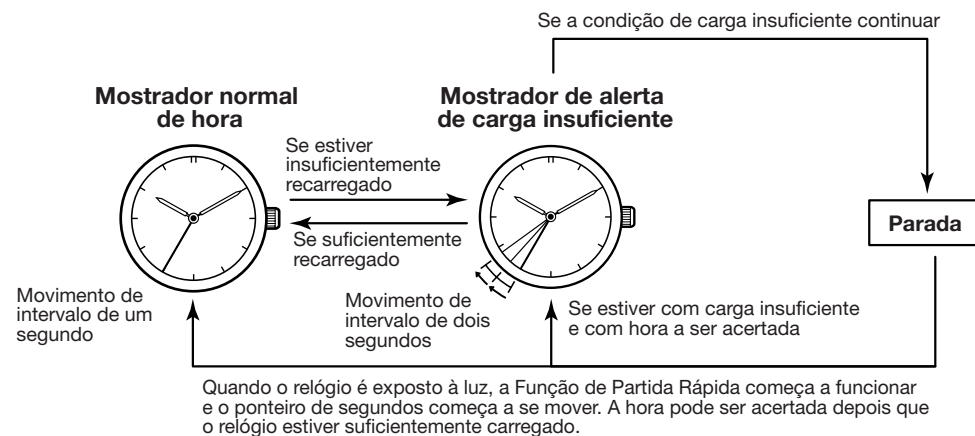 Se a condição de carga insuficiente continuar
Mostrador normal
de hora
Mostrador de alerta
de carga insuficiente
Se estiver
insuficientemente
recarregado
Se suficientemente
recarregado
Parada
Movimento de
intervalo de um
segundo
Movimento de
intervalo de dois
segundos
Se estiver com carga insuficiente
e com hora a ser acertada
Quando o relógio é exposto à luz, a Função de Partida Rápida começa a funcionar
e o ponteiro de segundos começa a se mover. A hora pode ser acertada depois que
o relógio estiver suficientemente carregado.